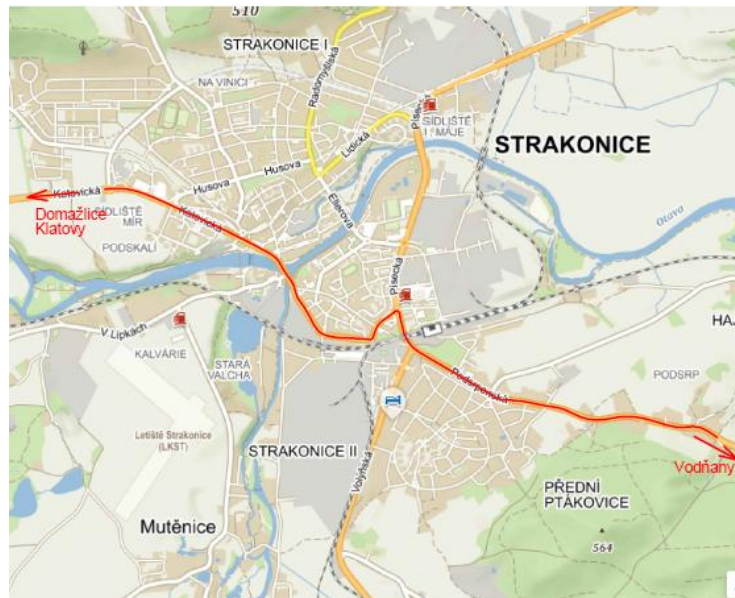 510
STRAKONICE I
Radomyšlská
NA VINICI
Písecká
SÍDLIŠTĚ
1. MÁJE
STRAKONICE
Lidická
Husova
Husova
Katovická
Ellerova
SÍDLIŠTĚ
MÍR
Domažlice
Klatovy
Katovická
Otava
PODSKALÍ
Písecká
V Lipkách
HAJ
KALVÁRIE
STARÁ
VALCHA
PODSRP
Podsrpenská
Letiště Strakonice
(LKST)
STRAKONICE II
Volyňská
Vodňany
PŘEDNÍ
PTÁKOVICE
Mutěnice
564